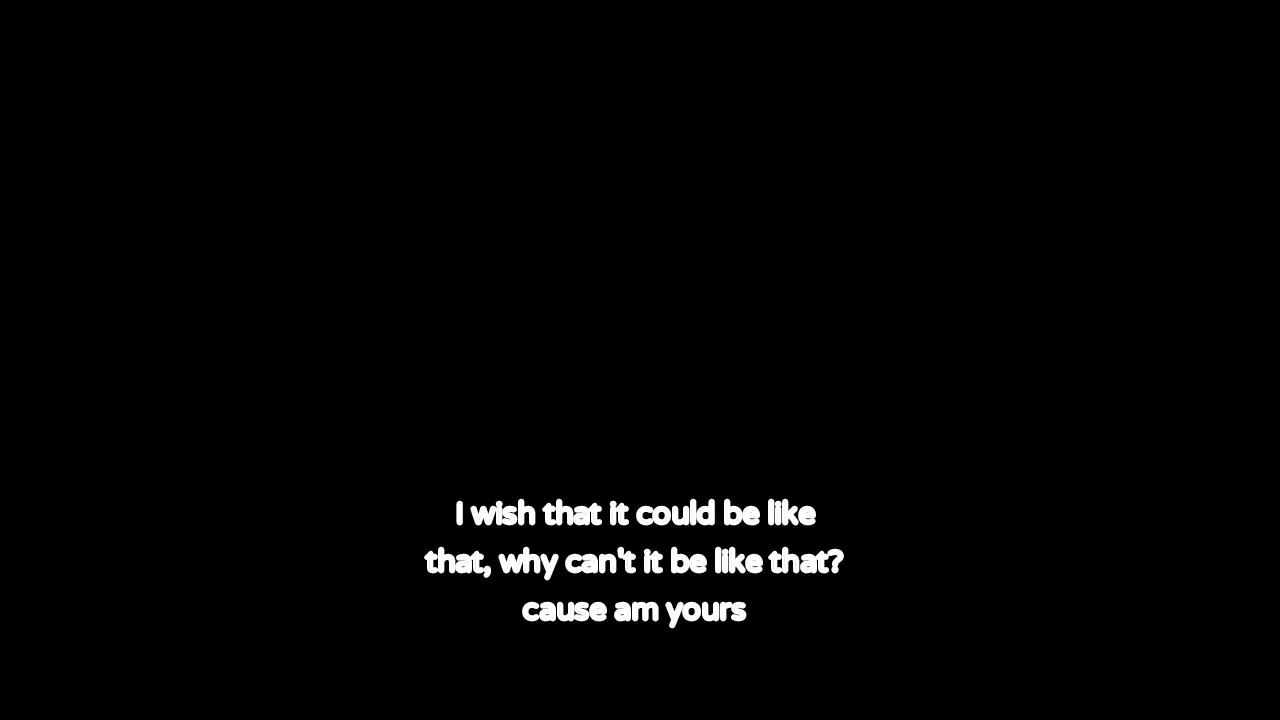 I wish that it could be like
that, why can't it be like that?
cause am yours